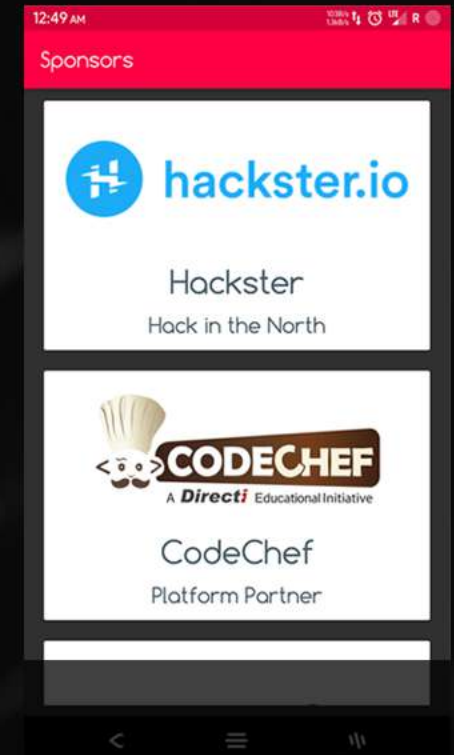 12:49 AM
R
Sponsors
hackster.io
Hackster
Hack in the North
CODECHEF
A Directi Educational Initiative
CodeChef
Platform Partner